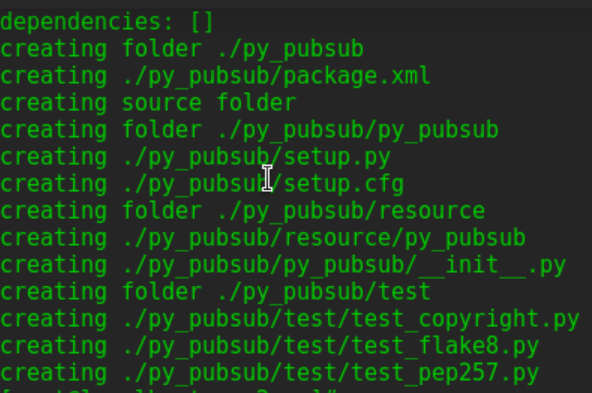 dependencies: []
creating folder ./py_pubsub
creating ./py_pubsub/package.xml
creating source folder
creating folder ./py_pubsub/py_pubsub
creating ./py_pubsub/setup.py
creating ./py_pubsub/setup.cfg
creating folder ./py_pubsub/resource
creating ./py_pubsub/resource/py_pubsub
creating ./py_pubsub/py_pubsub/__init__.py
creating folder ./py_pubsub/test
creating ./py_pubsub/test/test_copyright.py
creating ./py_pubsub/test/test_flake8.py
creating ./py_pubsub/test/test_pep257.py